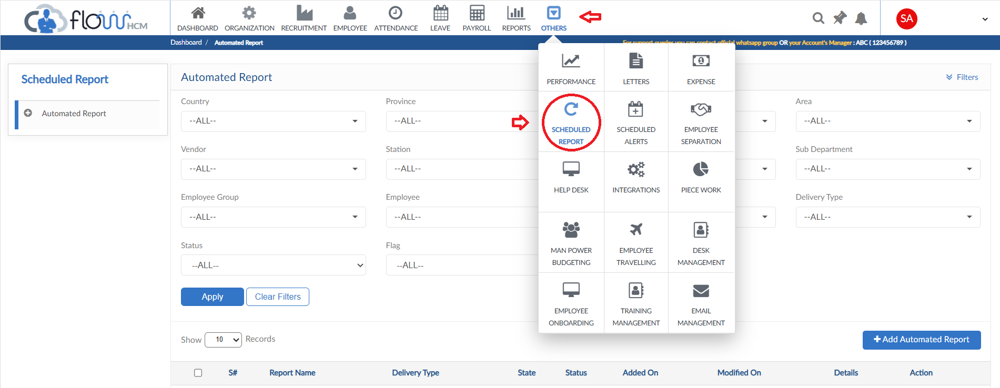 flow HCM
DASHBOARD ORGANIZATION RECRUITMENT EMPLOYEE ATTENDANCE LEAVE PAYROLL REPORTS OTHERS
SA
Dashboard / Automated Report
For support queries you can contact official whatsapp group OR your Account's Manager : ABC ( 123456789 )
Scheduled Report
Automated Report
Automated Report
Filters
Country
--ALL--
Province
--ALL--
Area
--ALL--
Vendor
--ALL--
Station
--ALL--
Sub Department
--ALL--
Employee Group
--ALL--
Employee
--ALL--
Delivery Type
--ALL--
Status
--ALL--
Flag
--ALL--
Apply
Clear Filters
PERFORMANCE
LETTERS
EXPENSE
SCHEDULED
REPORT
SCHEDULED
ALERTS
EMPLOYEE
SEPARATION
HELP DESK
INTEGRATIONS
PIECE WORK
MAN POWER
BUDGETING
EMPLOYEE
TRAVELLING
DESK
MANAGEMENT
EMPLOYEE
ONBOARDING
TRAINING
MANAGEMENT
EMAIL
MANAGEMENT
Show 10 Records
Add Automated Report
S# Report Name Delivery Type State Status Added On Modified On Details Action